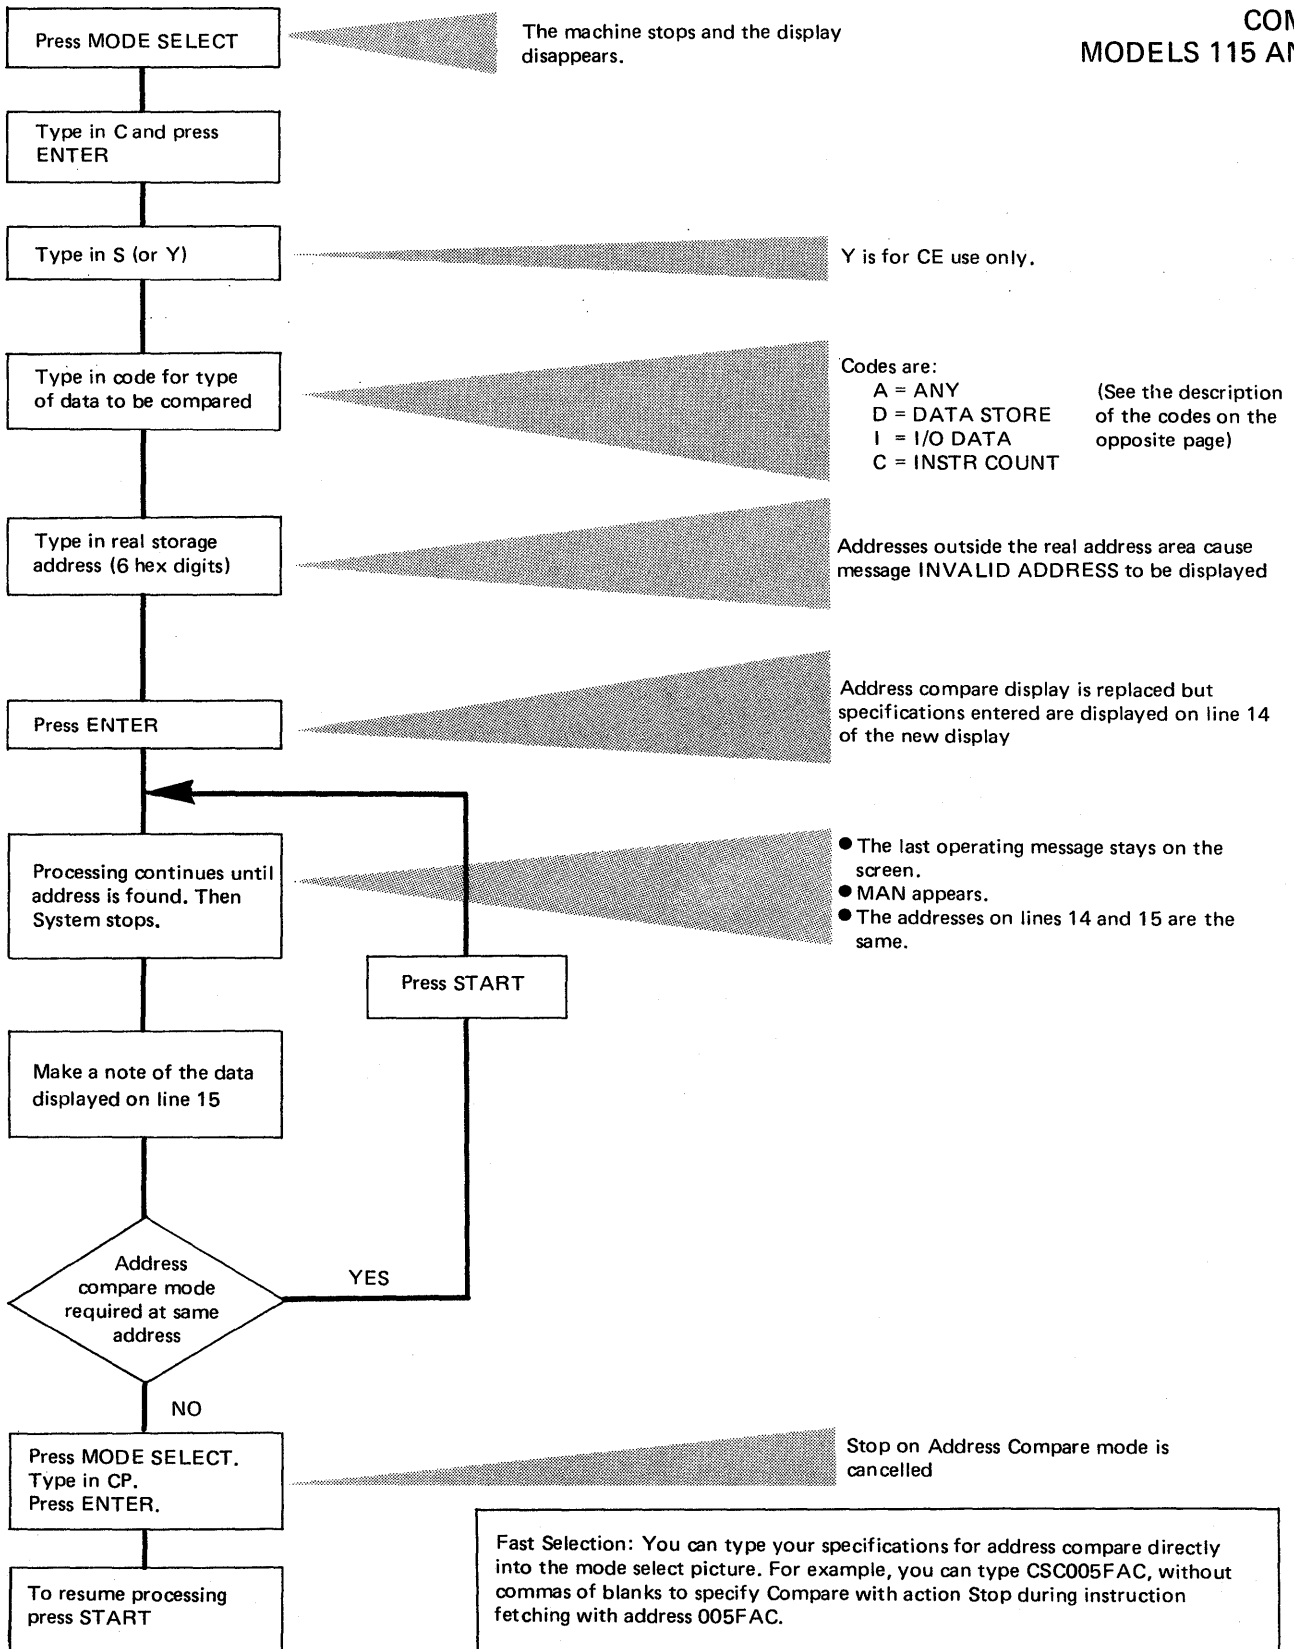 COM
MODELS 115 AN
Press MODE SELECT
The machine stops and the display
disappears.
Type in C and press
ENTER
Type in S (or Y)
Y is for CE use only.
Type in code for type
of data to be compared
Codes are:
A = ANY
D = DATA STORE
I = I/O DATA
C = INSTR COUNT
(See the description
of the codes on the
opposite page)
Type in real storage
address (6 hex digits)
Addresses outside the real address area cause
message INVALID ADDRESS to be displayed
Press ENTER
Address compare display is replaced but
specifications entered are displayed on line 14
of the new display
Processing continues until
address is found. Then
System stops.
● The last operating message stays on the
screen.
● MAN appears.
● The addresses on lines 14 and 15 are the
same.
Press START
Make a note of the data
displayed on line 15
Address
compare mode
required at same
address
YES
NO
Press MODE SELECT.
Type in CP.
Press ENTER.
Stop on Address Compare mode is
cancelled
To resume processing
press START
Fast Selection: You can type your specifications for address compare directly
into the mode select picture. For example, you can type CSC005FAC, without
commas of blanks to specify Compare with action Stop during instruction
fetching with address 005FAC.